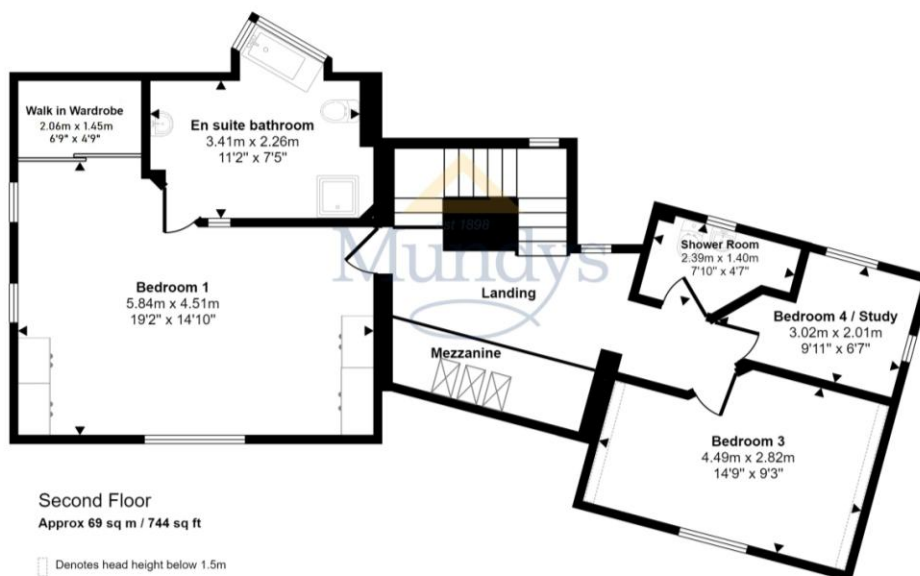 Walk in Wardrobe
2.06m x 1.45m
6'9" x 4'9"
En suite bathroom
3.41m x 2.26m
11'2" x 7'5"
Bedroom 1
5.84m x 4.51m
19'2" x 14'10"
est 1898
Mundys
Landing
Mezzanine
Shower Room
2.39m x 1.40m
7'10" x 4'7"
Bedroom 4 / Study
3.02m x 2.01m
9'11" x 6'7"
Bedroom 3
4.49m x 2.82m
14'9" x 9'3"
Second Floor
Approx 69 sq m / 744 sq ft
Denotes head height below 1.5m